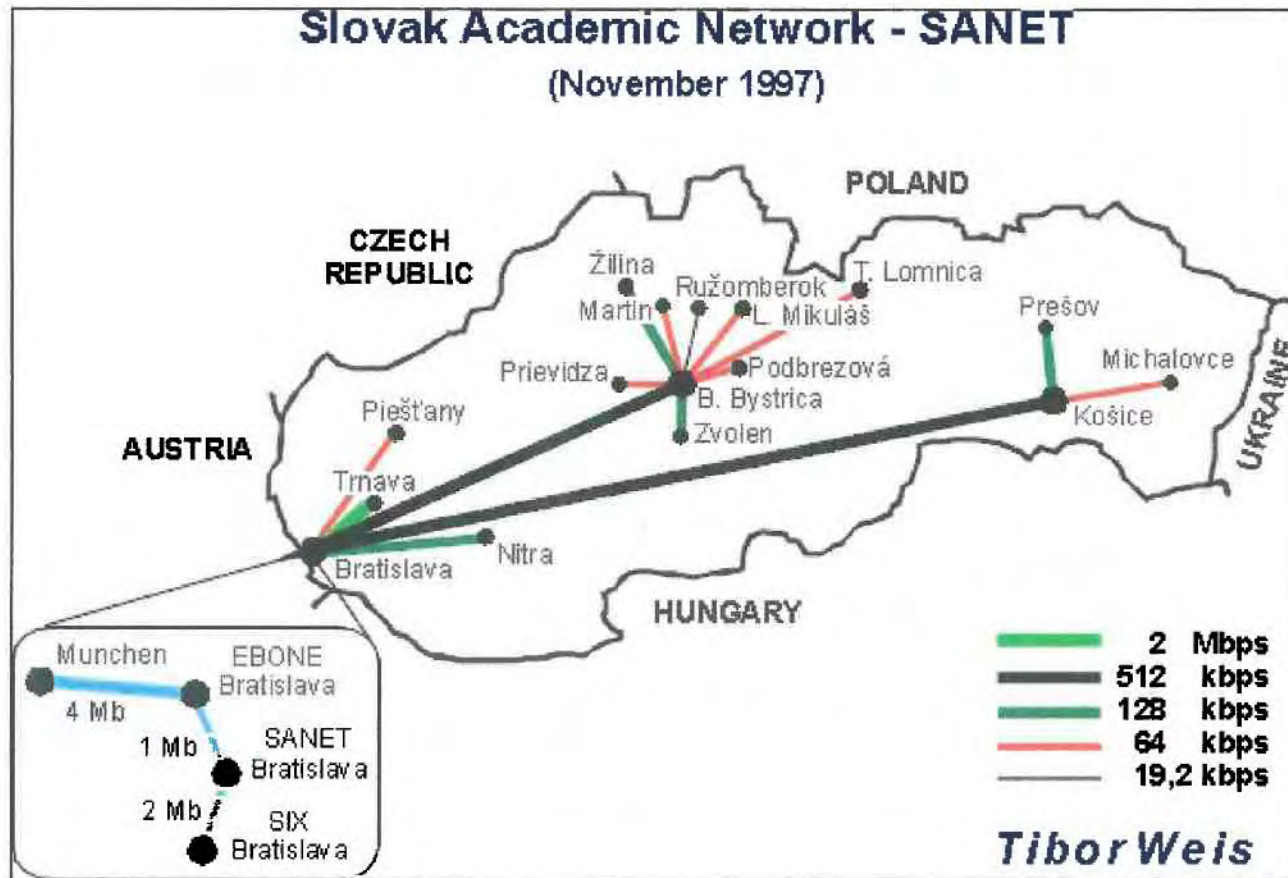 Slovak Academic Network - SANET
(November 1997)
POLAND
CZECH
REPUBLIC
Žilina
Ružomberok
T. Lomnica
Martin
L. Mikuláš
Prešov
Prievidza
Podbrezová
Michalovce
B. Bystrica
Košice
Piešťany
Zvolen
UKRAINE
AUSTRIA
Trnava
Nitra
Bratislava
HUNGARY
Munchen
EBONE
Bratislava
4 Mb
1 Mb
SANET
Bratislava
2 Mb
SIX
Bratislava
2 Mbps
512 kbps
128 kbps
64 kbps
19,2 kbps
Tibor Weis